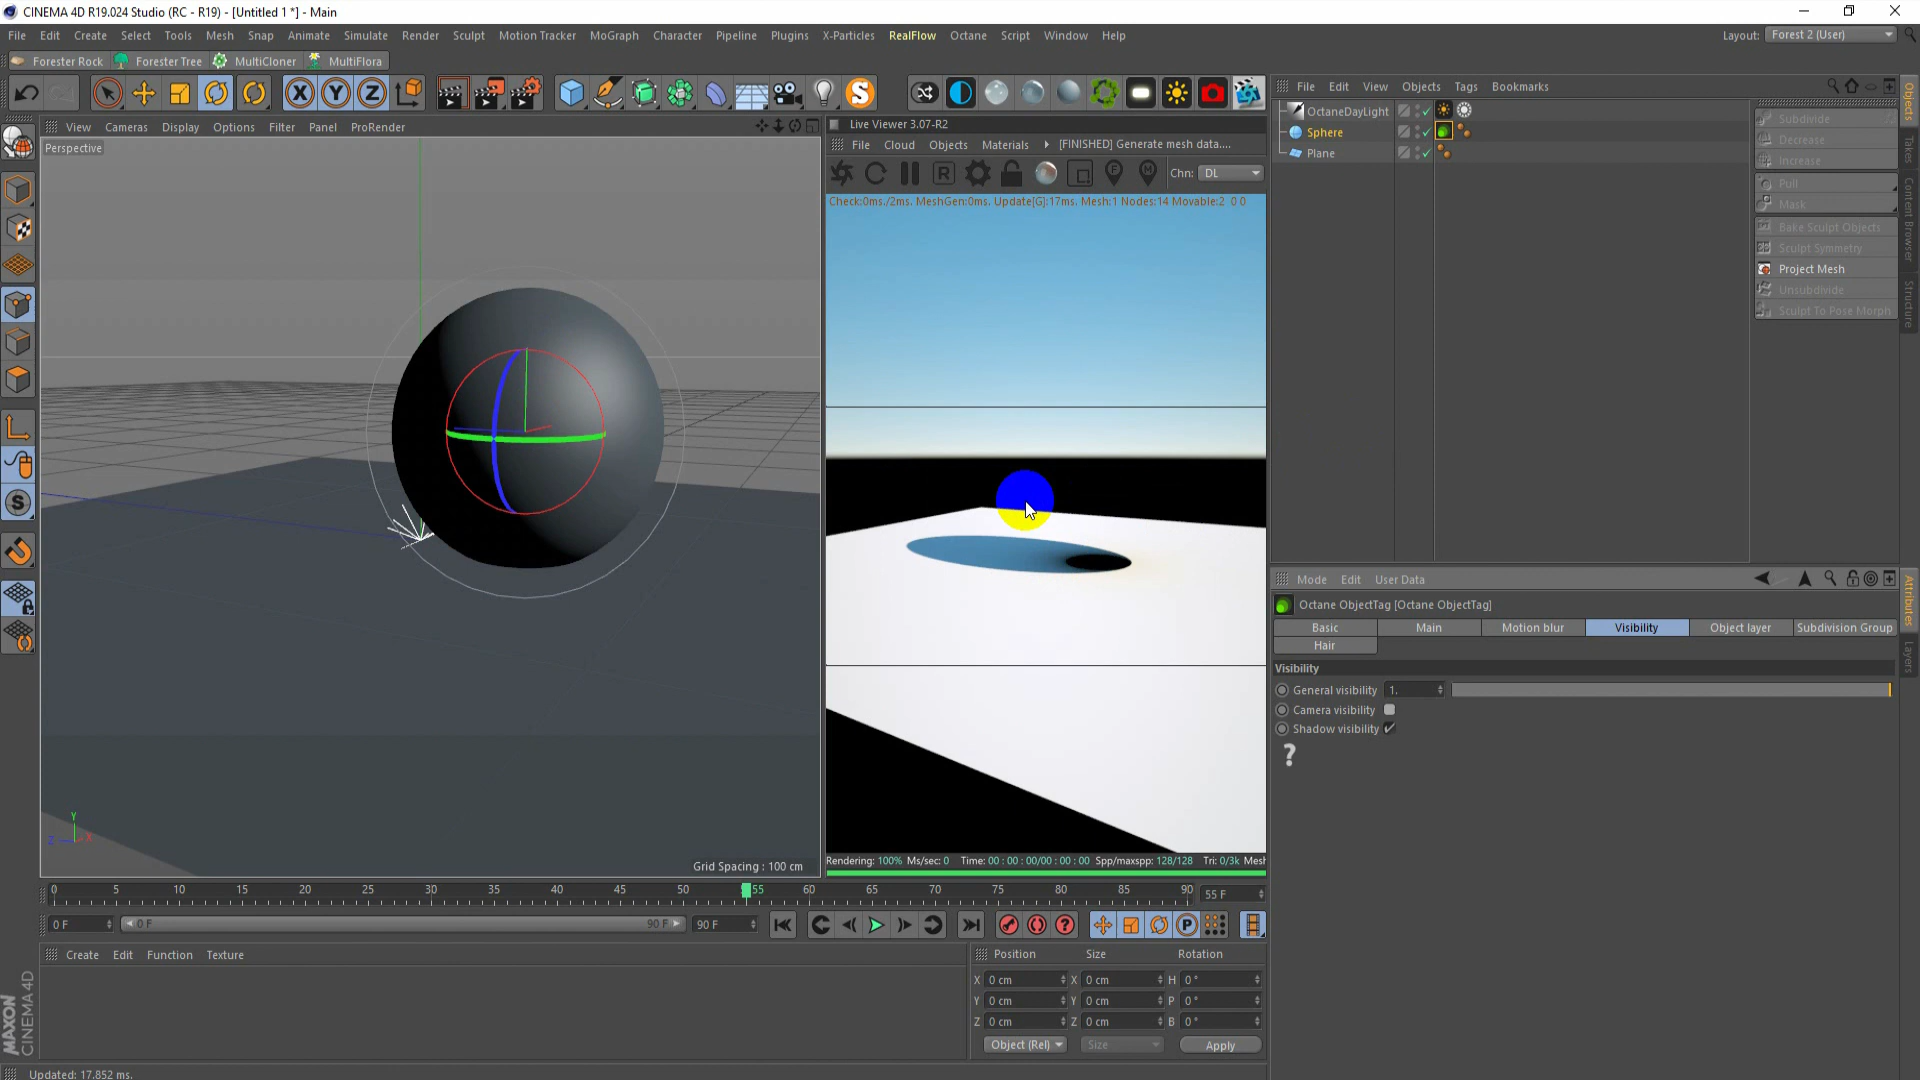 CINEMA 4D R19.024 Studio (RC - R19) - [Untitled 1 *] - Main
File Edit Create Select Tools Mesh Snap Animate Simulate Render Sculpt Motion Tracker MoGraph Character Pipeline Plugins X-Particles RealFlow Octane Script Window Help
Layout: Forest 2 (User)
Forester Rock Forester Tree MultiCloner MultiFlora
X Y Z
View Cameras Display Options Filter Panel ProRender
Perspective
Grid Spacing : 100 cm
Y
Z X
Live Viewer 3.07-R2
File Cloud Objects Materials [FINISHED] Generate mesh data....
R Chn: DL
Check:0ms./2ms. MeshGen:0ms. Update[G]:17ms. Mesh:1 Nodes:14 Movable:2 0 0
Rendering: 100% Ms/sec: 0 Time: 00 : 00 : 00/00 : 00 : 00 Spp/maxspp: 128/128 Tri: 0/3k Mesh
File Edit View Objects Tags Bookmarks
OctaneDayLight
Sphere
Plane
Subdivide
Decrease
Increase
Pull
Mask
Bake Sculpt Objects
Sculpt Symmetry
Project Mesh
Unsubdivide
Sculpt To Pose Morph
Objects
Takes
Content Browser
Structure
Mode Edit User Data
Octane ObjectTag [Octane ObjectTag]
Basic Main Motion blur Visibility Object layer Subdivision Group
Hair
Visibility
General visibility 1.
Camera visibility
Shadow visibility
?
Attributes
Layers
0 5 10 15 20 25 30 35 40 45 50 55 60 65 70 75 80 85 90
55 F
0 F 0 F 90 F 90 F
Create Edit Function Texture
Position Size Rotation
X 0 cm X 0 cm H 0 °
Y 0 cm Y 0 cm P 0 °
Z 0 cm Z 0 cm B 0 °
Object (Rel) Size Apply
MAXON
CINEMA 4D
Updated: 17.852 ms.